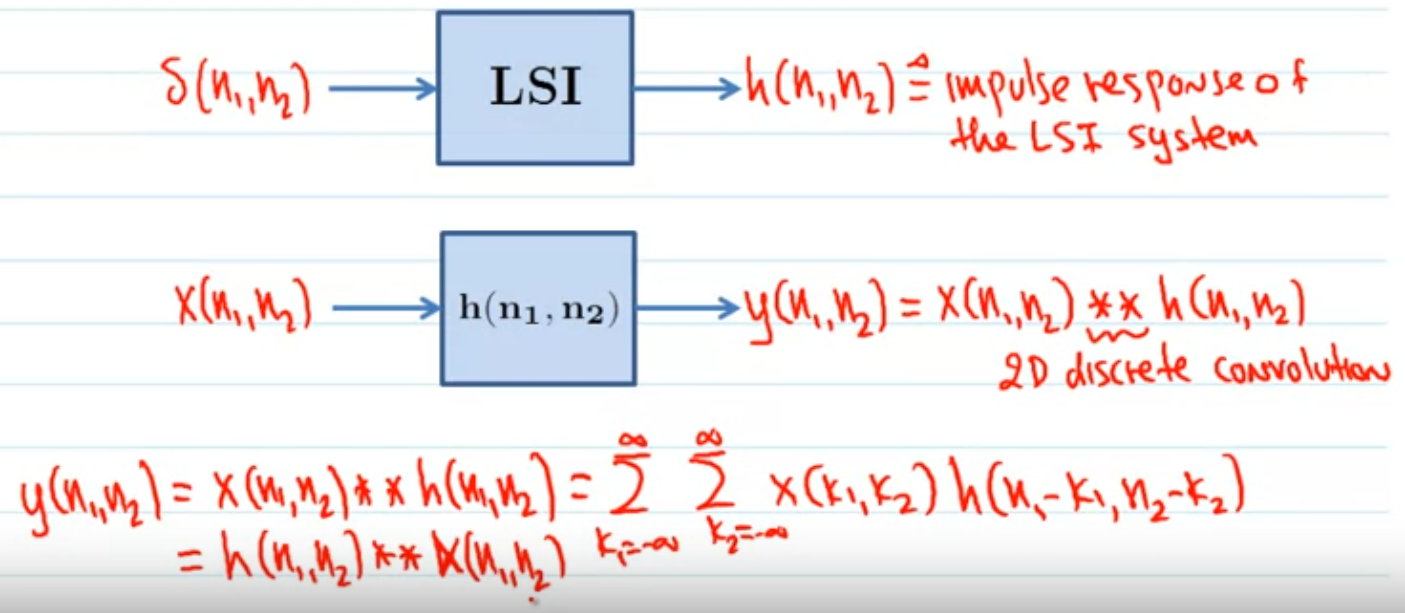 δ(n₁,n₂) → LSI → h(n₁,n₂) ≙ impulse response of
the LSI system
x(n₁,n₂) → h(n₁,n₂) → y(n₁,n₂) = x(n₁,n₂) ** h(n₁,n₂)
2D discrete convolution
y(n₁,n₂) = x(n₁,n₂) ** h(n₁,n₂) = ∑_{k₁=-∞}^{∞} ∑_{k₂=-∞}^{∞} x(k₁,k₂) h(n₁-k₁, n₂-k₂)
= h(n₁,n₂) ** x(n₁,n₂)